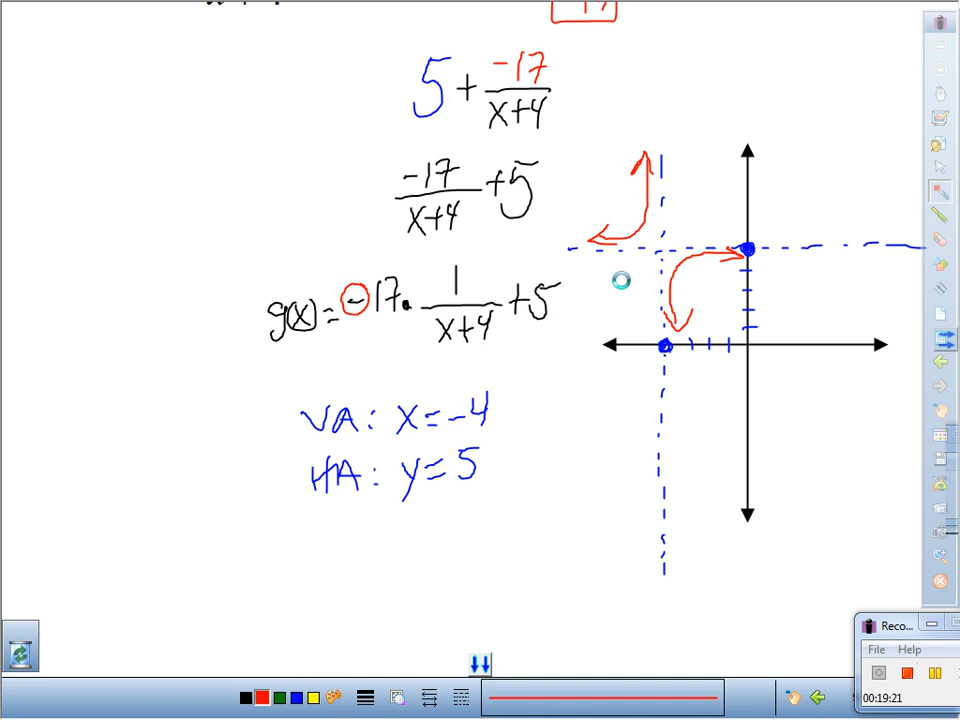 5 + -17/x+4
-17/x+4 + 5
g(x) = -17 · 1/x+4 + 5
VA: x = -4
HA: y = 5
Reco...
File Help
00:19:21